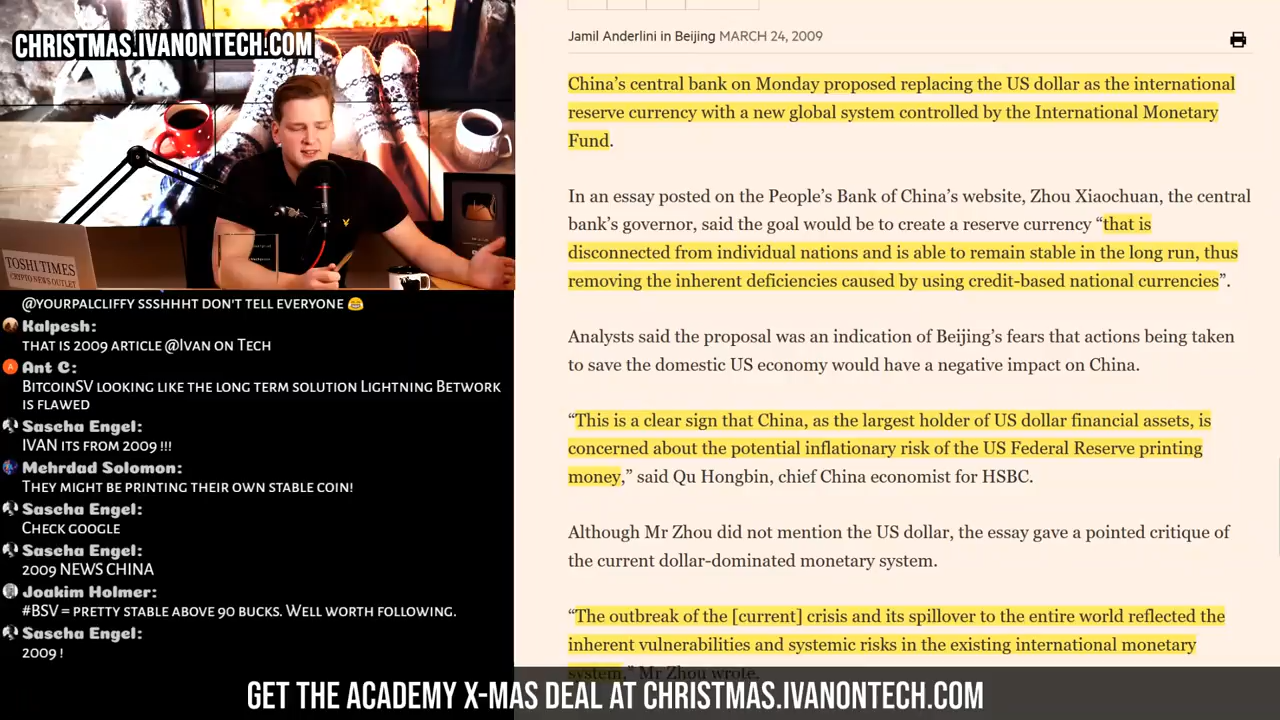 CHRISTMAS.IVANONTECH.COM
TOSHI TIMES
CRYPTO NEWS OUTLET
@YOURPALCLIFFY SSSHHHT DON'T TELL EVERYONE 😂
Kalpesh:
THAT IS 2009 ARTICLE @IVAN ON TECH
Ant C:
BITCOINSV LOOKING LIKE THE LONG TERM SOLUTION LIGHTNING BETWORK
IS FLAWED
Sascha Engel:
IVAN ITS FROM 2009 !!!
Mehrdad Solomon:
THEY MIGHT BE PRINTING THEIR OWN STABLE COIN!
Sascha Engel:
CHECK GOOGLE
Sascha Engel:
2009 NEWS CHINA
Joakim Holmer:
#BSV = PRETTY STABLE ABOVE 90 BUCKS. WELL WORTH FOLLOWING.
Sascha Engel:
2009 !
Jamil Anderlini in Beijing MARCH 24, 2009
China's central bank on Monday proposed replacing the US dollar as the international
reserve currency with a new global system controlled by the International Monetary
Fund.
In an essay posted on the People's Bank of China's website, Zhou Xiaochuan, the central
bank's governor, said the goal would be to create a reserve currency “that is
disconnected from individual nations and is able to remain stable in the long run, thus
removing the inherent deficiencies caused by using credit-based national currencies”.
Analysts said the proposal was an indication of Beijing's fears that actions being taken
to save the domestic US economy would have a negative impact on China.
“This is a clear sign that China, as the largest holder of US dollar financial assets, is
concerned about the potential inflationary risk of the US Federal Reserve printing
money,” said Qu Hongbin, chief China economist for HSBC.
Although Mr Zhou did not mention the US dollar, the essay gave a pointed critique of
the current dollar-dominated monetary system.
“The outbreak of the [current] crisis and its spillover to the entire world reflected the
inherent vulnerabilities and systemic risks in the existing international monetary
system,” Mr Zhou wrote.
GET THE ACADEMY X-MAS DEAL AT CHRISTMAS.IVANONTECH.COM